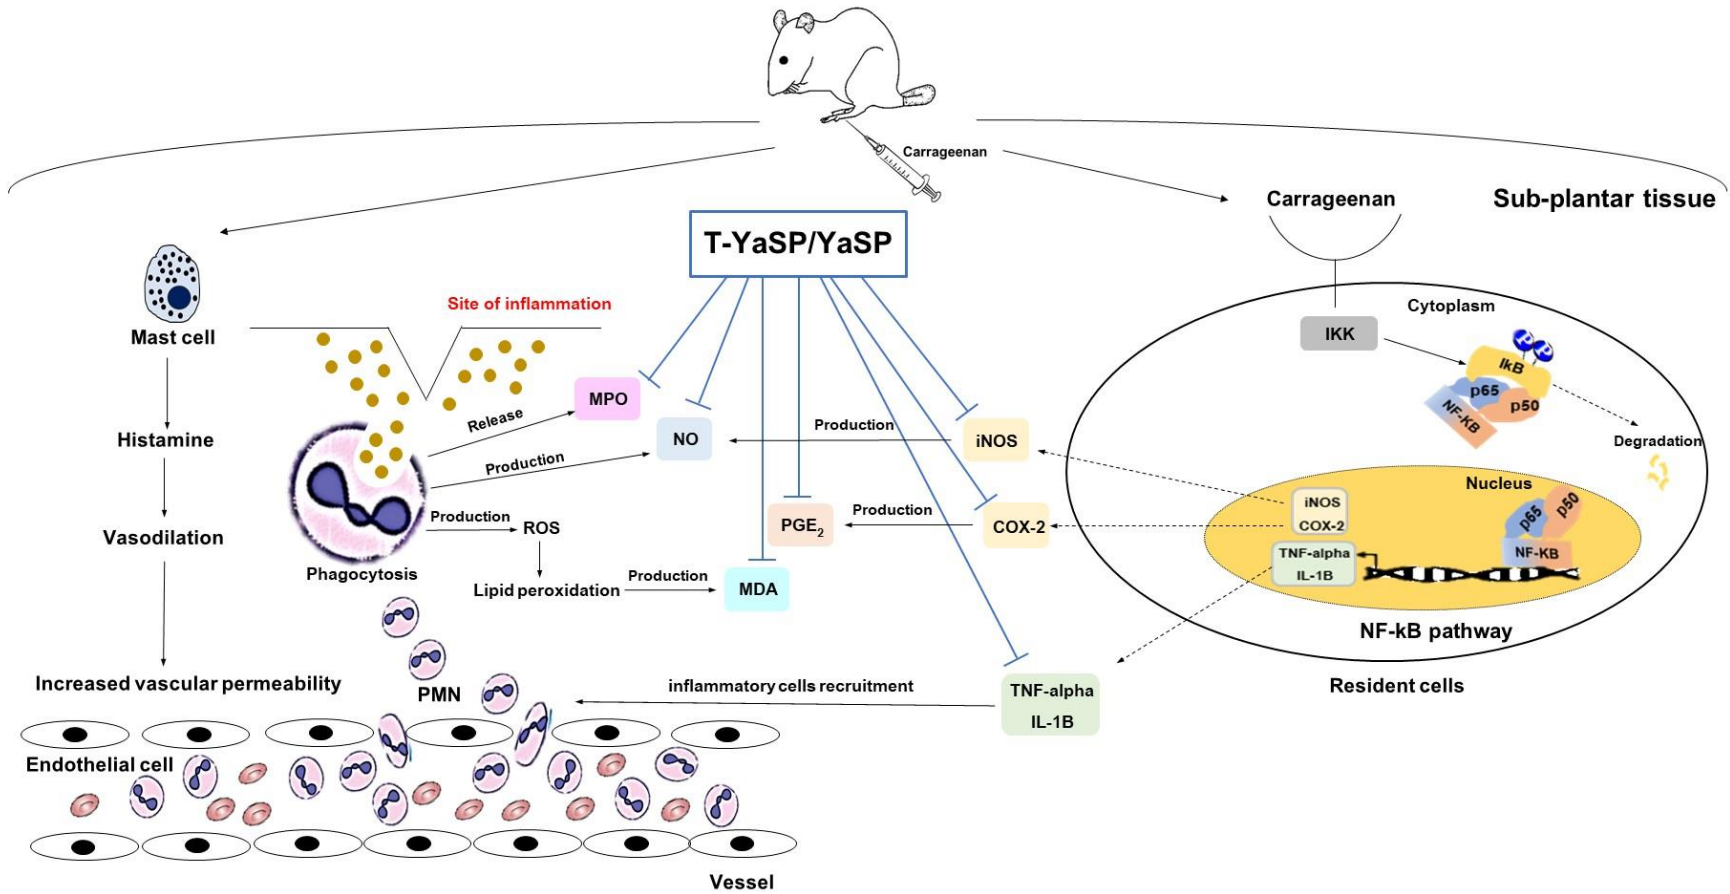 Carrageenan
Carrageenan
Sub-plantar tissue
T-YaSP/YaSP
Site of inflammation
Cytoplasm
Mast cell
IKK
P P
IkB
p65
p50
NF-KB
MPO
Release
NO
Production
iNOS
Histamine
Degradation
Production
Nucleus
iNOS
COX-2
p65
p50
NF-KB
TNF-alpha
IL-1B
Production
ROS
PGE2
Production
COX-2
Vasodilation
Phagocytosis
Lipid peroxidation
Production
MDA
NF-kB pathway
Increased vascular permeability
PMN
inflammatory cells recruitment
TNF-alpha
IL-1B
Resident cells
Endothelial cell
Vessel